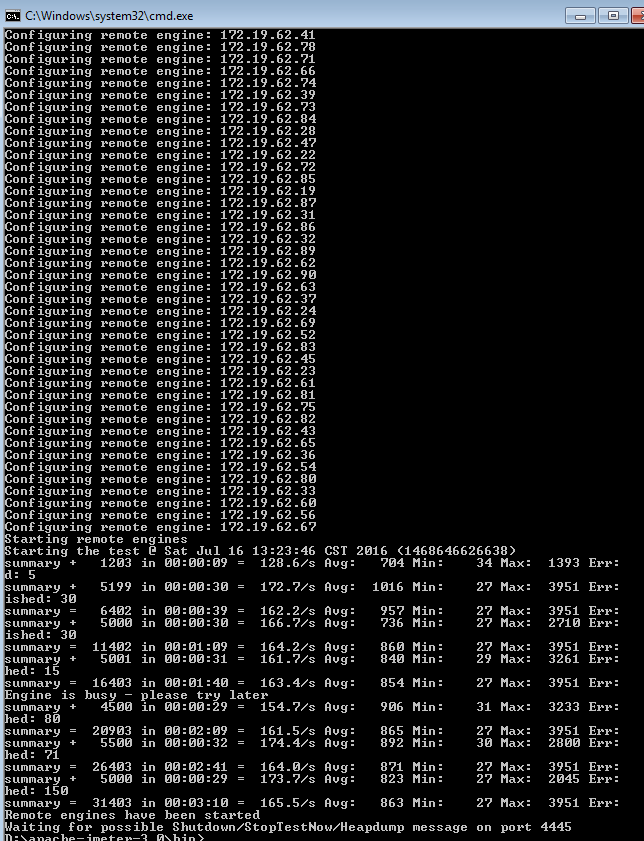 C:\Windows\system32\cmd.exe
Configuring remote engine: 172.19.62.41
Configuring remote engine: 172.19.62.78
Configuring remote engine: 172.19.62.71
Configuring remote engine: 172.19.62.66
Configuring remote engine: 172.19.62.74
Configuring remote engine: 172.19.62.39
Configuring remote engine: 172.19.62.73
Configuring remote engine: 172.19.62.84
Configuring remote engine: 172.19.62.28
Configuring remote engine: 172.19.62.47
Configuring remote engine: 172.19.62.22
Configuring remote engine: 172.19.62.72
Configuring remote engine: 172.19.62.85
Configuring remote engine: 172.19.62.19
Configuring remote engine: 172.19.62.87
Configuring remote engine: 172.19.62.31
Configuring remote engine: 172.19.62.86
Configuring remote engine: 172.19.62.32
Configuring remote engine: 172.19.62.89
Configuring remote engine: 172.19.62.62
Configuring remote engine: 172.19.62.90
Configuring remote engine: 172.19.62.63
Configuring remote engine: 172.19.62.37
Configuring remote engine: 172.19.62.24
Configuring remote engine: 172.19.62.69
Configuring remote engine: 172.19.62.52
Configuring remote engine: 172.19.62.83
Configuring remote engine: 172.19.62.45
Configuring remote engine: 172.19.62.23
Configuring remote engine: 172.19.62.61
Configuring remote engine: 172.19.62.81
Configuring remote engine: 172.19.62.75
Configuring remote engine: 172.19.62.82
Configuring remote engine: 172.19.62.43
Configuring remote engine: 172.19.62.65
Configuring remote engine: 172.19.62.36
Configuring remote engine: 172.19.62.54
Configuring remote engine: 172.19.62.80
Configuring remote engine: 172.19.62.33
Configuring remote engine: 172.19.62.60
Configuring remote engine: 172.19.62.56
Configuring remote engine: 172.19.62.67
Starting remote engines
Starting the test @ Sat Jul 16 13:23:46 CST 2016 (1468646626638)
summary +   1203 in 00:00:09 =  128.6/s Avg:   704 Min:    34 Max:  1393 Err:
d: 5
summary +   5199 in 00:00:30 =  172.7/s Avg:  1016 Min:    27 Max:  3951 Err:
ished: 30
summary =   6402 in 00:00:39 =  162.2/s Avg:   957 Min:    27 Max:  3951 Err:
summary +   5000 in 00:00:30 =  166.7/s Avg:   736 Min:    27 Max:  2710 Err:
ished: 30
summary =  11402 in 00:01:09 =  164.2/s Avg:   860 Min:    27 Max:  3951 Err:
summary +   5001 in 00:00:31 =  161.7/s Avg:   840 Min:    29 Max:  3261 Err:
hed: 15
summary =  16403 in 00:01:40 =  163.4/s Avg:   854 Min:    27 Max:  3951 Err:
Engine is busy - please try later
summary +   4500 in 00:00:29 =  154.7/s Avg:   906 Min:    31 Max:  3233 Err:
hed: 80
summary =  20903 in 00:02:09 =  161.5/s Avg:   865 Min:    27 Max:  3951 Err:
summary +   5500 in 00:00:32 =  174.4/s Avg:   892 Min:    30 Max:  2800 Err:
hed: 71
summary =  26403 in 00:02:41 =  164.0/s Avg:   871 Min:    27 Max:  3951 Err:
summary +   5000 in 00:00:29 =  173.7/s Avg:   823 Min:    27 Max:  2045 Err:
hed: 150
summary =  31403 in 00:03:10 =  165.5/s Avg:   863 Min:    27 Max:  3951 Err:
Remote engines have been started
Waiting for possible Shutdown/StopTestNow/Heapdump message on port 4445
D:\apache-jmeter-3.0\bin>